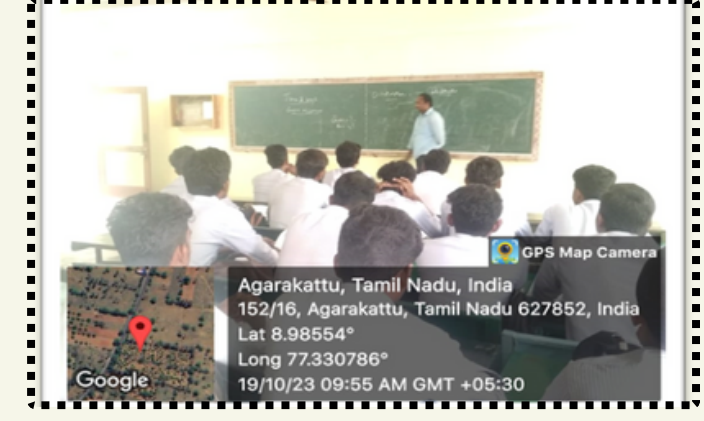 GPS Map Camera
Agarakattu, Tamil Nadu, India
152/16, Agarakattu, Tamil Nadu 627852, India
Lat 8.98554°
Long 77.330786°
19/10/23 09:55 AM GMT +05:30
Google